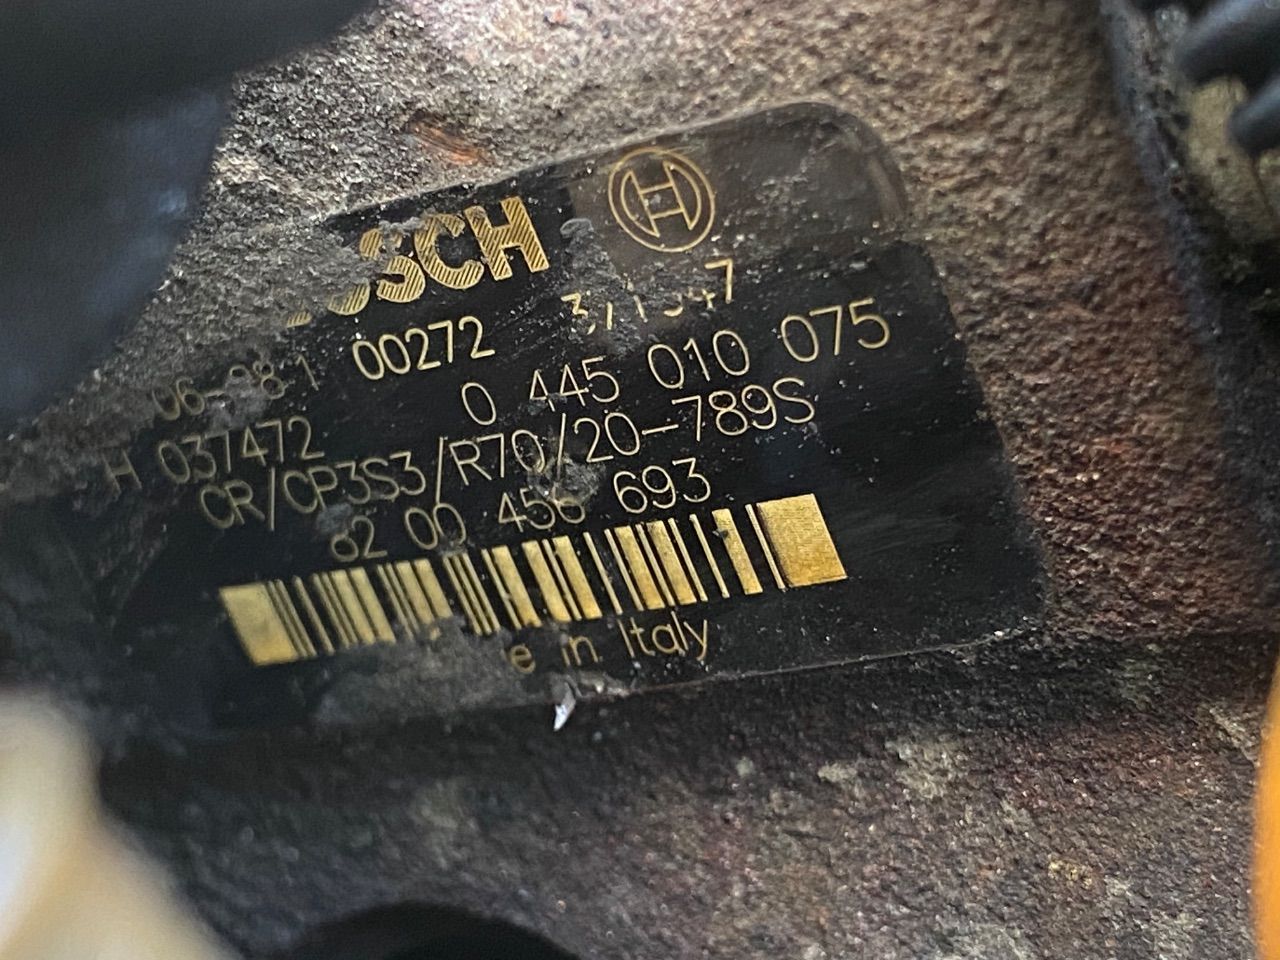 BOSCH
00272
0 445 010 075
H 037472
CR/CP3S3/R70/20-789S
82 00 456 693
in Italy